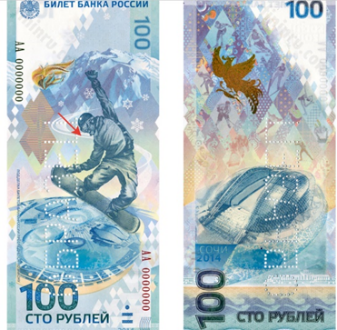 БИЛЕТ БАНКА РОССИИ
100
АА 0000000
АА 0000000
100
СТО РУБЛЕЙ
100
СОЧИ
2014
100
СТО РУБЛЕЙ